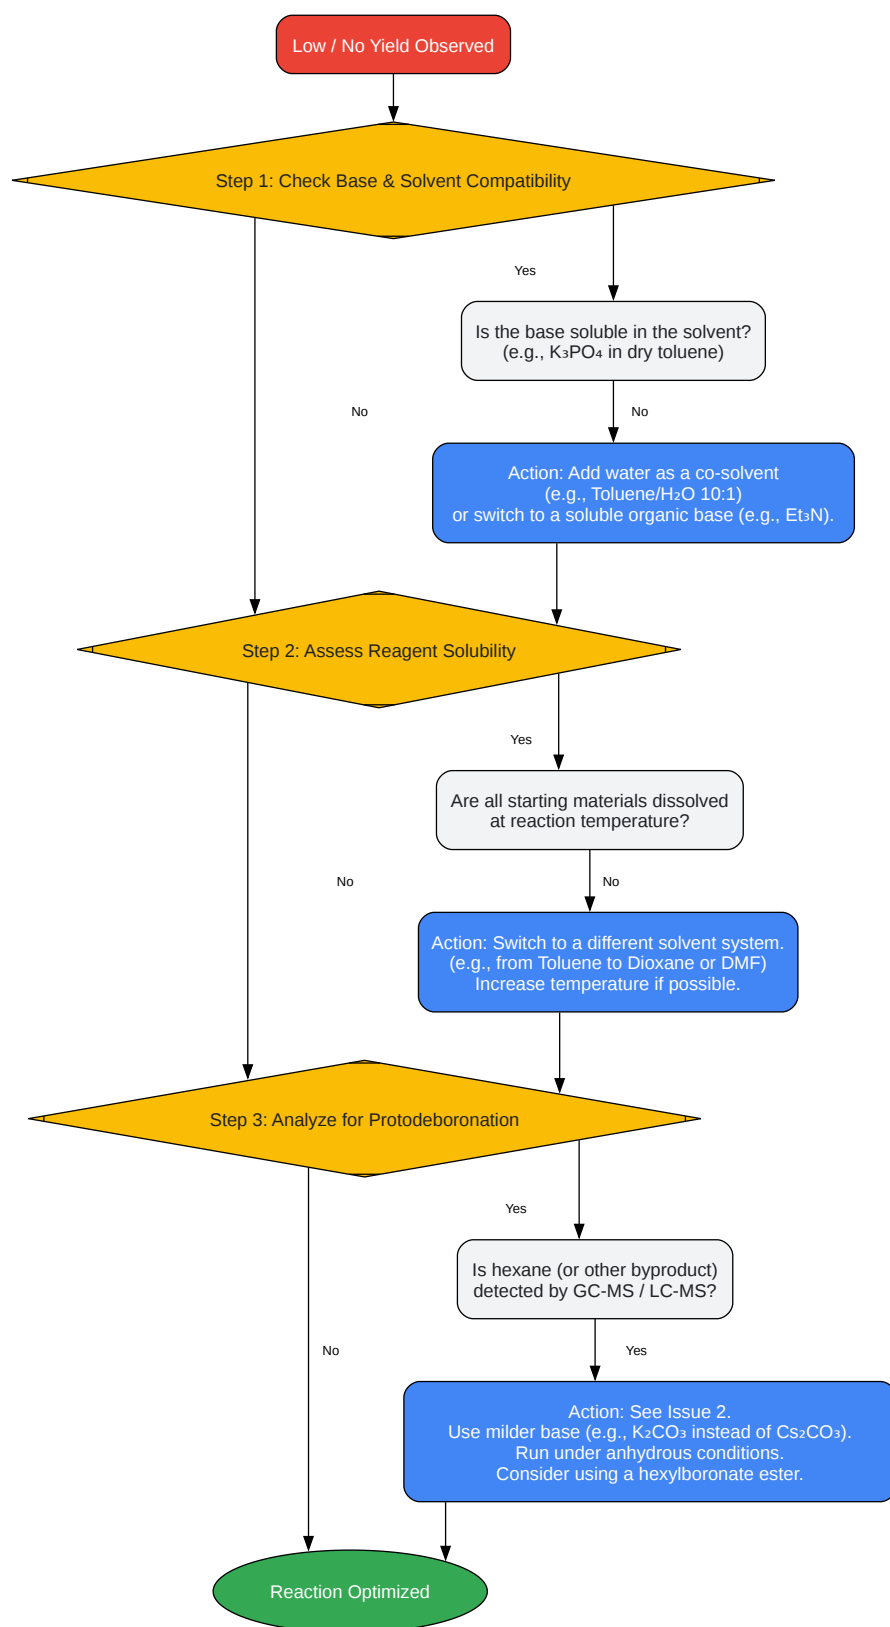 Low / No Yield Observed
Step 1: Check Base & Solvent Compatibility
Yes
Is the base soluble in the solvent?
(e.g., K₃PO₄ in dry toluene)
No
No
Action: Add water as a co-solvent
(e.g., Toluene/H₂O 10:1)
or switch to a soluble organic base (e.g., Et₃N).
Step 2: Assess Reagent Solubility
Yes
Are all starting materials dissolved
at reaction temperature?
No
No
Action: Switch to a different solvent system.
(e.g., from Toluene to Dioxane or DMF)
Increase temperature if possible.
Step 3: Analyze for Protodeboronation
Yes
Is hexane (or other byproduct)
detected by GC-MS / LC-MS?
No
Yes
Action: See Issue 2.
Use milder base (e.g., K₂CO₃ instead of Cs₂CO₃).
Run under anhydrous conditions.
Consider using a hexylboronate ester.
Reaction Optimized